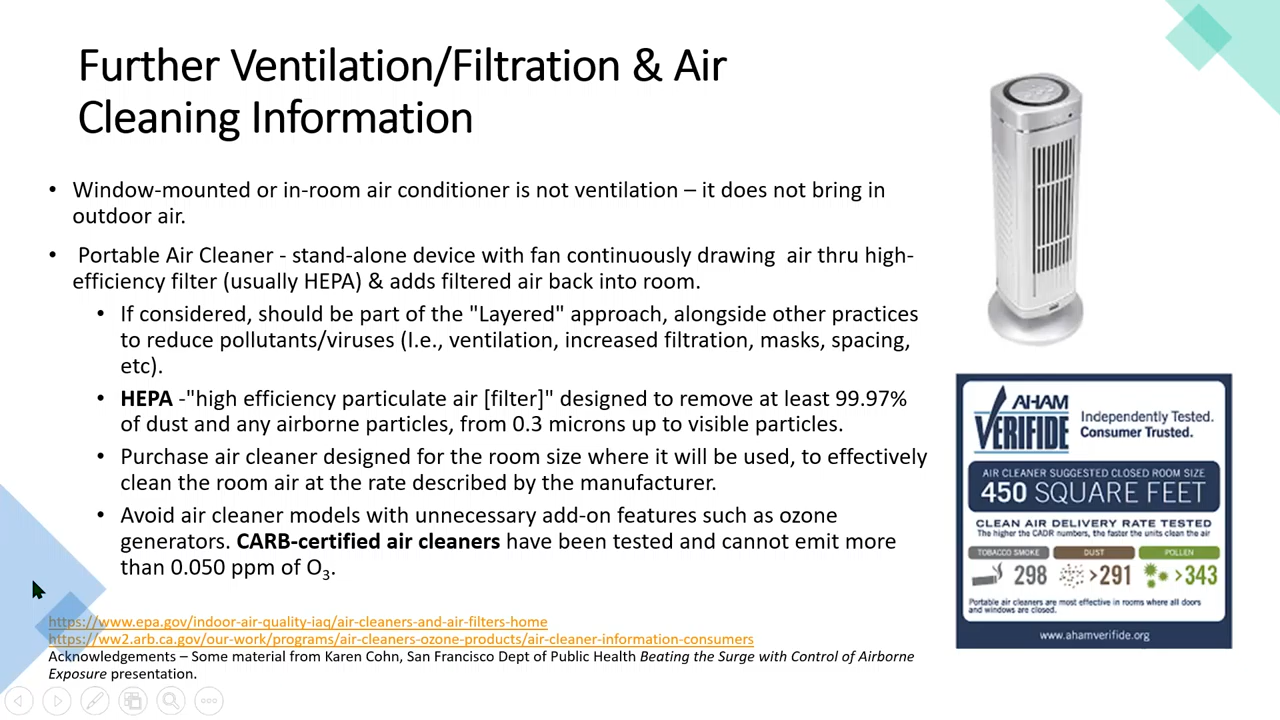 Further Ventilation/Filtration & Air
Cleaning Information
• Window-mounted or in-room air conditioner is not ventilation – it does not bring in
outdoor air.
• Portable Air Cleaner - stand-alone device with fan continuously drawing air thru high-
efficiency filter (usually HEPA) & adds filtered air back into room.
• If considered, should be part of the "Layered" approach, alongside other practices
to reduce pollutants/viruses (I.e., ventilation, increased filtration, masks, spacing,
etc).
• HEPA -"high efficiency particulate air [filter]" designed to remove at least 99.97%
of dust and any airborne particles, from 0.3 microns up to visible particles.
• Purchase air cleaner designed for the room size where it will be used, to effectively
clean the room air at the rate described by the manufacturer.
• Avoid air cleaner models with unnecessary add-on features such as ozone
generators. CARB-certified air cleaners have been tested and cannot emit more
than 0.050 ppm of O3.
https://www.epa.gov/indoor-air-quality-iaq/air-cleaners-and-air-filters-home
https://ww2.arb.ca.gov/our-work/programs/air-cleaners-ozone-products/air-cleaner-information-consumers
Acknowledgements – Some material from Karen Cohn, San Francisco Dept of Public Health Beating the Surge with Control of Airborne
Exposure presentation.
AHAM
VERIFIDE
Independently Tested.
Consumer Trusted.
AIR CLEANER SUGGESTED CLOSED ROOM SIZE
450 SQUARE FEET
CLEAN AIR DELIVERY RATE TESTED
The higher the CADR numbers, the faster the units clean the air
TOBACCO SMOKE DUST POLLEN
298 >291 >343
Portable air cleaners are most effective in rooms where all doors
and windows are closed.
www.ahamverifide.org